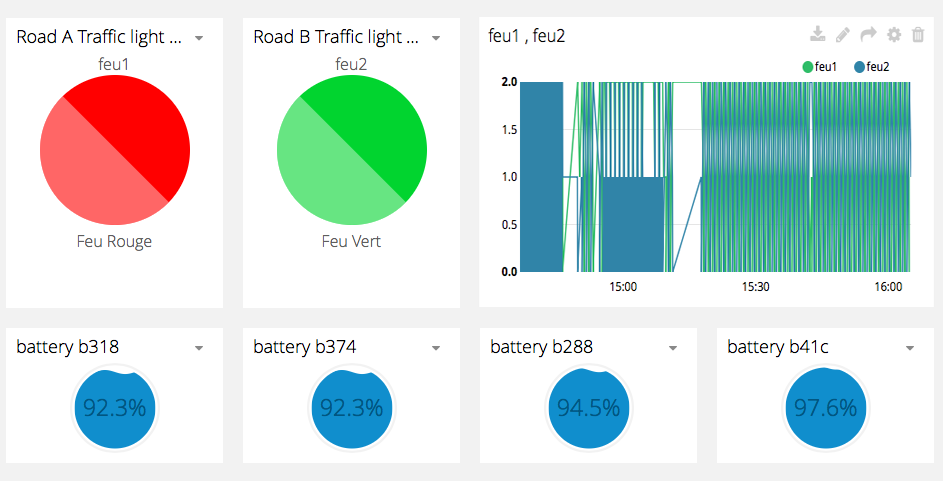 Road A Traffic light ...
feu1
Feu Rouge
Road B Traffic light ...
feu2
Feu Vert
feu1 , feu2
feu1 feu2
2.0
1.5
1.0
0.5
0.0
15:00 15:30 16:00
battery b318
92.3%
battery b374
92.3%
battery b288
94.5%
battery b41c
97.6%